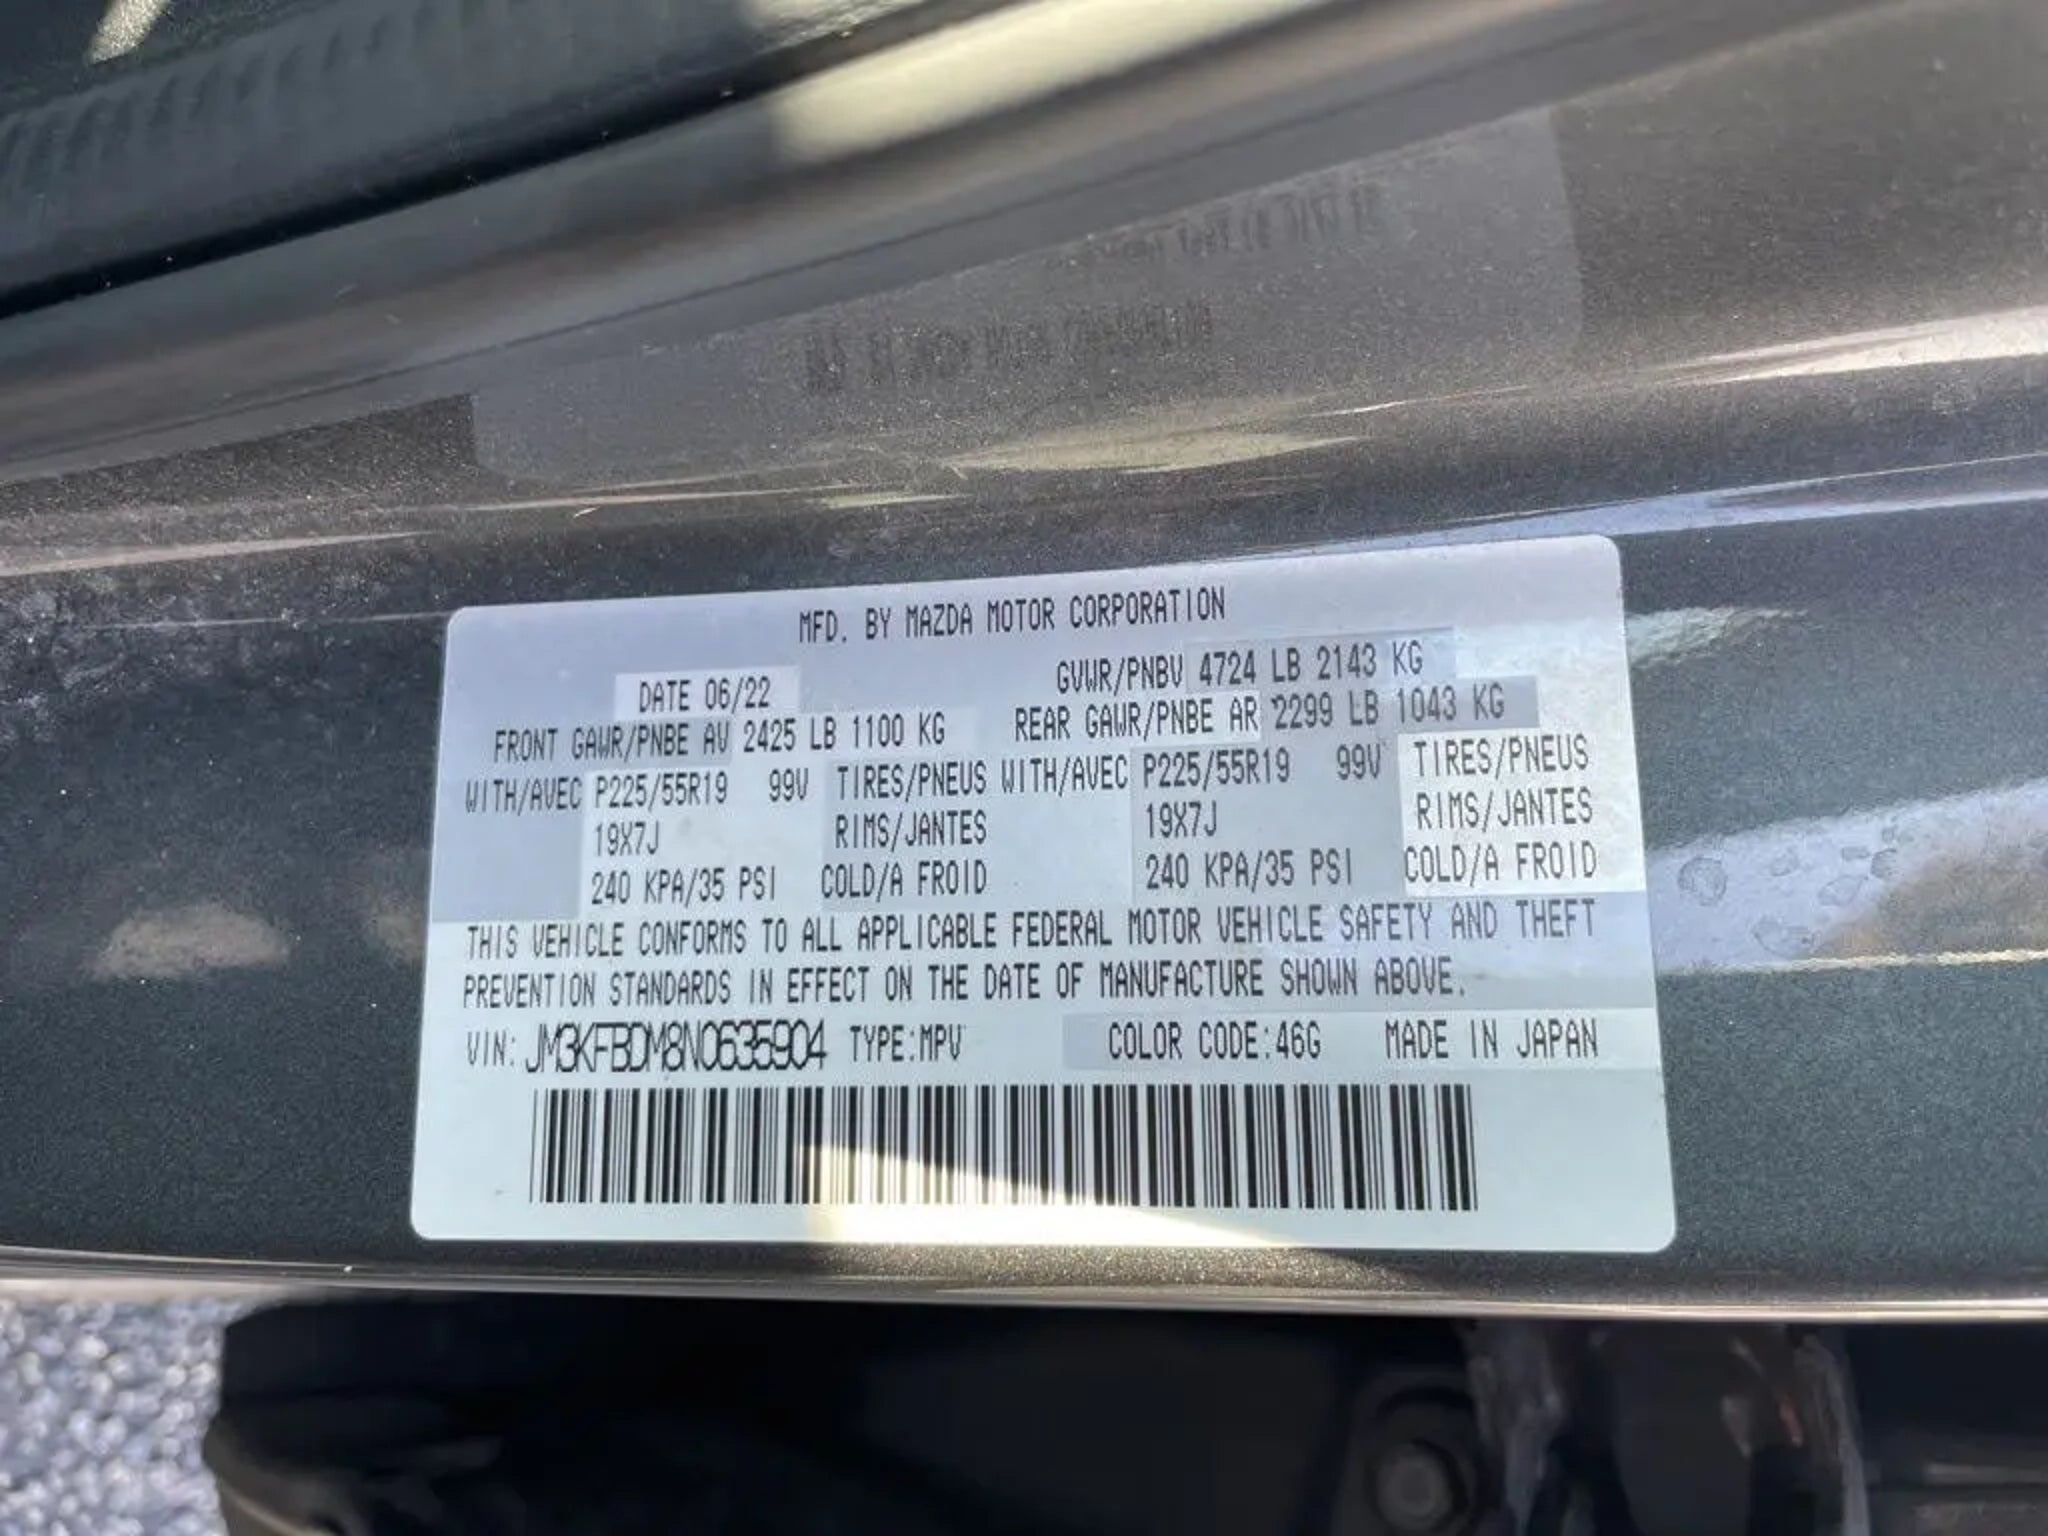 MFD. BY MAZDA MOTOR CORPORATION
DATE 06/22 GVWR/PNBV 4724 LB 2143 KG
FRONT GAWR/PNBE AV 2425 LB 1100 KG REAR GAWR/PNBE AR 2299 LB 1043 KG
WITH/AVEC P225/55R19 99V TIRES/PNEUS WITH/AVEC P225/55R19 99V TIRES/PNEUS
19X7J RIMS/JANTES 19X7J RIMS/JANTES
240 KPA/35 PSI COLD/A FROID 240 KPA/35 PSI COLD/A FROID
THIS VEHICLE CONFORMS TO ALL APPLICABLE FEDERAL MOTOR VEHICLE SAFETY AND THEFT
PREVENTION STANDARDS IN EFFECT ON THE DATE OF MANUFACTURE SHOWN ABOVE.
VIN: JM3KFBDM8N0635904 TYPE:MPV COLOR CODE:46G MADE IN JAPAN